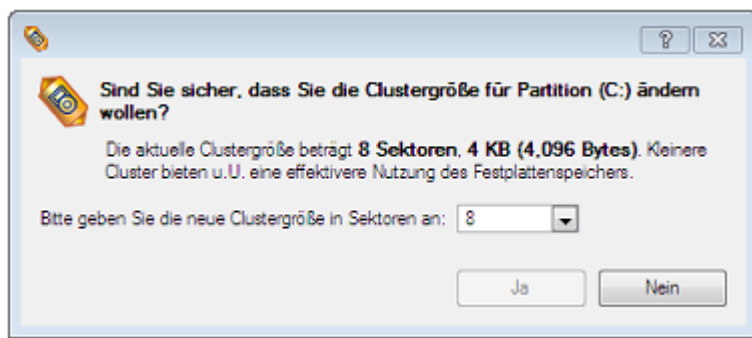 Sind Sie sicher, dass Sie die Clustergröße für Partition (C:) ändern
wollen?
Die aktuelle Clustergröße beträgt 8 Sektoren, 4 KB (4,096 Bytes). Kleinere
Cluster bieten u.U. eine effektivere Nutzung des Festplattenspeichers.
Bitte geben Sie die neue Clustergröße in Sektoren an: 8
Ja Nein